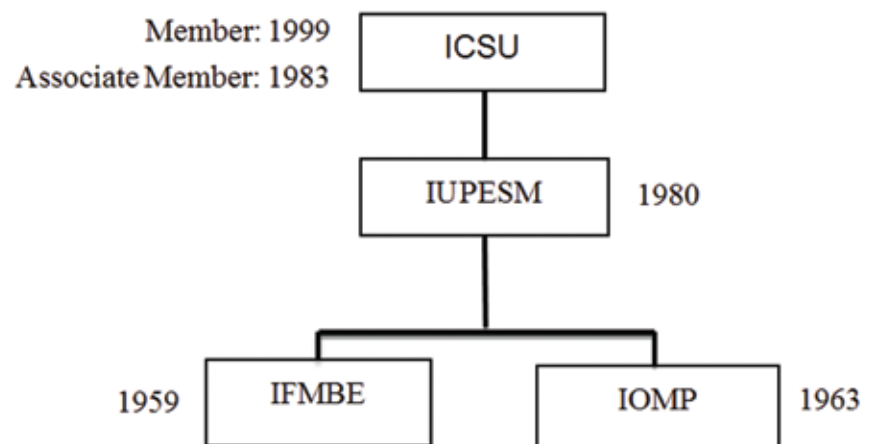 Member: 1999
ICSU
Associate Member: 1983
IUPESM
1980
1959
IFMBE
IOMP
1963